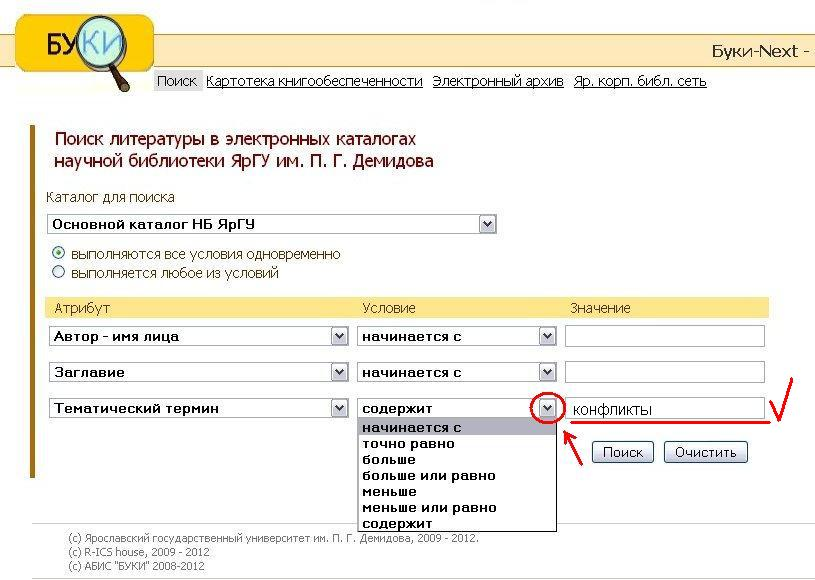 БУКИ
Буки-Next -
Поиск Картотека книгообеспеченности Электронный архив Яр. корп. библ. сеть
Поиск литературы в электронных каталогах
научной библиотеки ЯрГУ им. П. Г. Демидова
Каталог для поиска
Основной каталог НБ ЯрГУ
выполняются все условия одновременно
выполняется любое из условий
Атрибут Условие Значение
Автор - имя лица начинается с
Заглавие начинается с
Тематический термин содержит конфликты
начинается с
точно равно
больше
больше или равно
меньше
меньше или равно
содержит
Поиск Очистить
(c) Ярославский государственный университет им. П. Г. Демидова, 2009 - 2012.
(c) R-ICS house, 2009 - 2012
(c) АБИС "БУКИ" 2008-2012